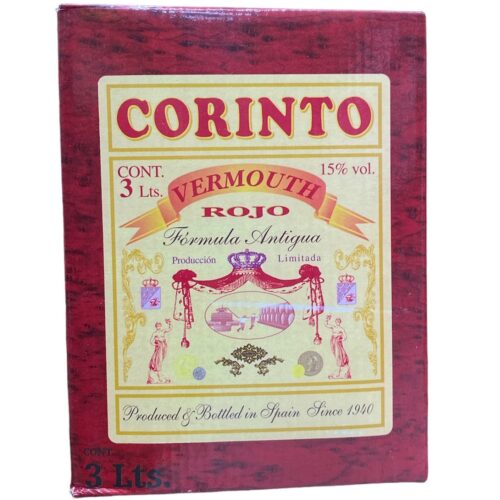 CORINTO
CONT. 15% vol.
3 Lts.
VERMOUTH
ROJO
Fórmula Antigua
Producción Limitada
Produced & Bottled in Spain Since 1940
CONT.
3 Lts.